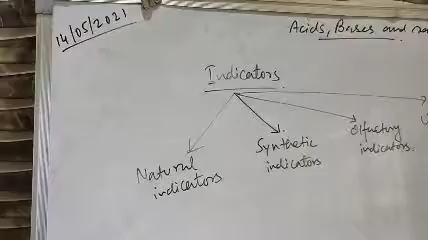 14/05/2021
Acids, Bases and
Indicators
Natural
indicators
Synthetic
indicators
Olfactory
indicators.